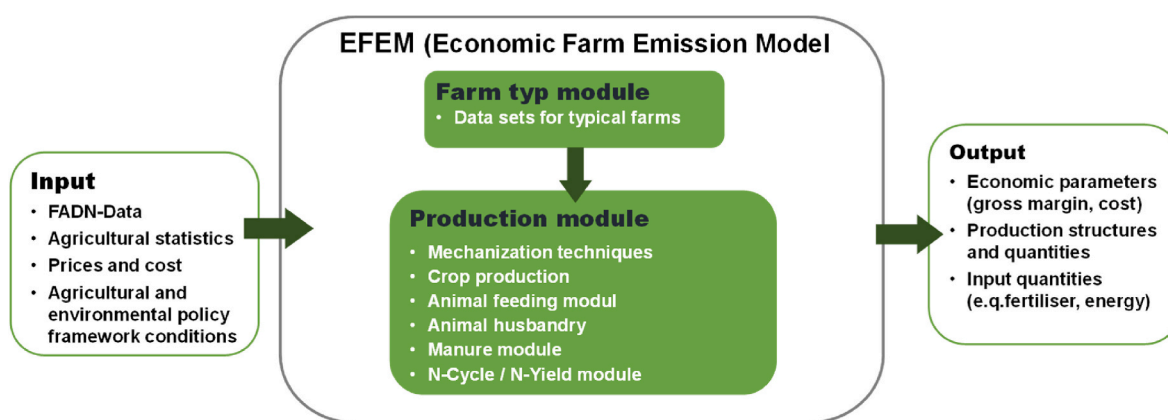 EFEM (Economic Farm Emission Model
Farm typ module
• Data sets for typical farms
Input
• FADN-Data
• Agricultural statistics
• Prices and cost
• Agricultural and
environmental policy
framework conditions
Production module
• Mechanization techniques
• Crop production
• Animal feeding modul
• Animal husbandry
• Manure module
• N-Cycle / N-Yield module
Output
• Economic parameters
(gross margin, cost)
• Production structures
and quantities
• Input quantities
(e.q.fertiliser, energy)